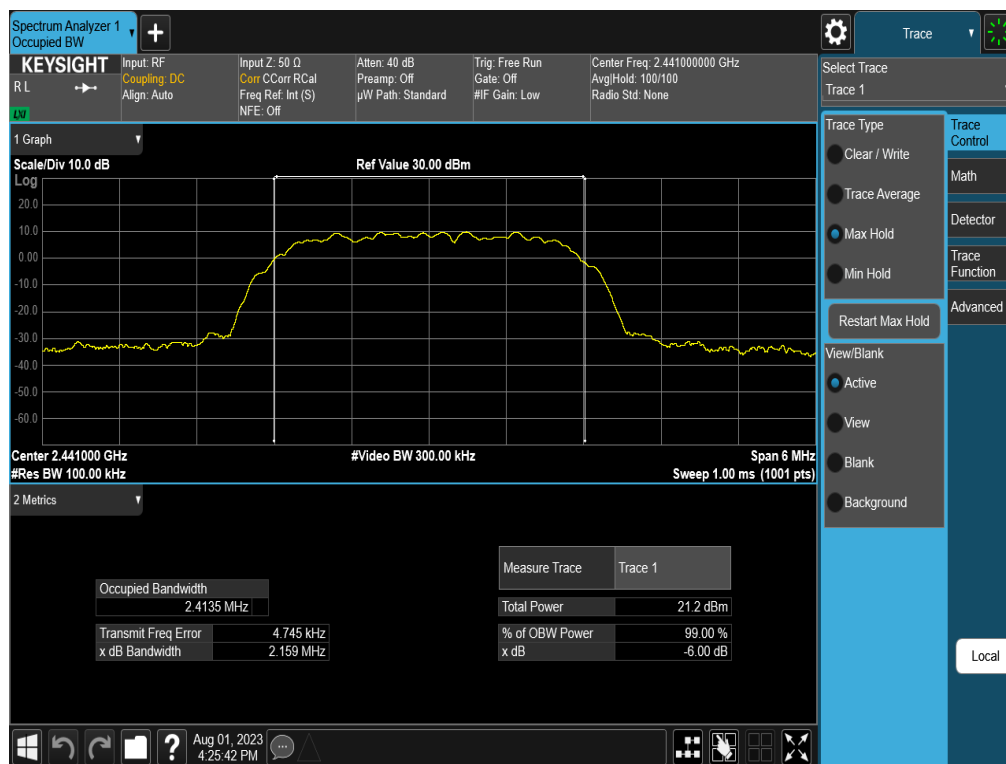 Spectrum Analyzer 1
Occupied BW
Trace
KEYSIGHT
R L
LXI
Input: RF
Coupling: DC
Align: Auto
Input Z: 50 Ω
Corr CCorr RCal
Freq Ref: Int (S)
NFE: Off
Atten: 40 dB
Preamp: Off
µW Path: Standard
Trig: Free Run
Gate: Off
#IF Gain: Low
Center Freq: 2.441000000 GHz
Avg|Hold: 100/100
Radio Std: None
Select Trace
Trace 1
1 Graph
Scale/Div 10.0 dB
Ref Value 30.00 dBm
Log
20.0
10.0
0.00
-10.0
-20.0
-30.0
-40.0
-50.0
-60.0
Center 2.441000 GHz
#Video BW 300.00 kHz
Span 6 MHz
#Res BW 100.00 kHz
Sweep 1.00 ms (1001 pts)
Trace Type
Clear / Write
Trace Average
Max Hold
Min Hold
Restart Max Hold
View/Blank
Active
View
Blank
Background
Trace
Control
Math
Detector
Trace
Function
Advanced
Local
2 Metrics
Measure Trace Trace 1
Occupied Bandwidth
2.4135 MHz
Total Power 21.2 dBm
Transmit Freq Error 4.745 kHz
% of OBW Power 99.00 %
x dB Bandwidth 2.159 MHz
x dB -6.00 dB
?
Aug 01, 2023
4:25:42 PM